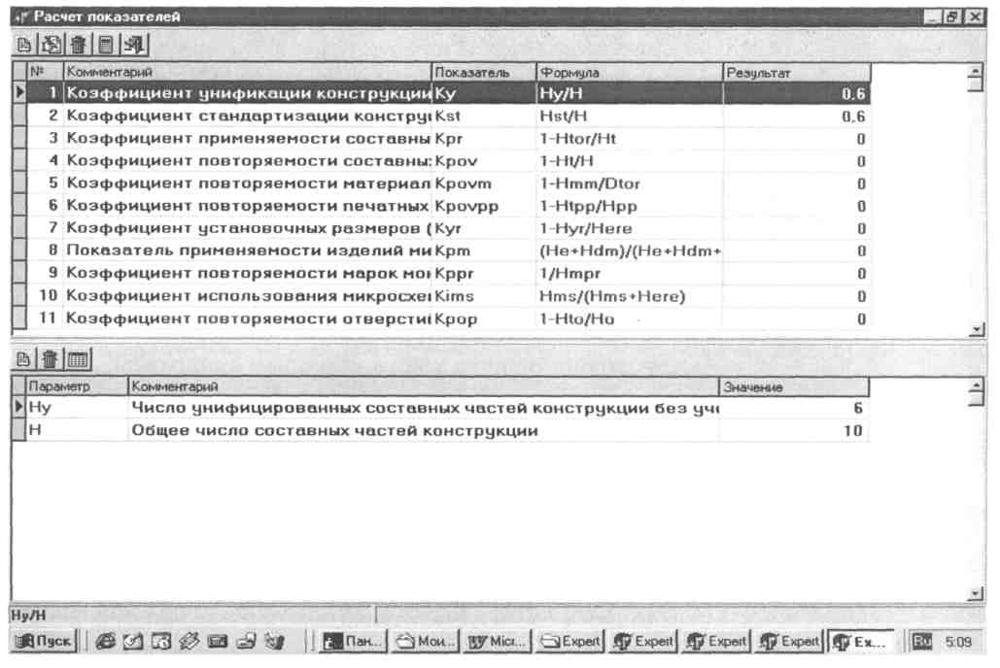 Расчет показателей
№ Комментарий Показатель Формула Результат
1 Коэффициент унификации конструкции Ky Hy/H 0,6
2 Коэффициент стандартизации констру Kst Hst/H 0,6
3 Коэффициент применяемости составны Kpr 1-Htor/Ht 0
4 Коэффициент повторяемости составны Kpov 1-Ht/H 0
5 Коэффициент повторяемости материал Kpovm 1-Hmm/Dtor 0
6 Коэффициент повторяемости печатных Kpovpp 1-Htpp/Hpp 0
7 Коэффициент установочных размеров ( Kyr 1-Hyr/Here 0
8 Показатель применяемости изделий ми Kpm (He+Hdm)/(He+Hdm+ 0
9 Коэффициент повторяемости марок мо Kppr 1/Hmpr 0
10 Коэффициент использования микросхе Kims Hms/(Hms+Here) 0
11 Коэффициент повторяемости отверсти Kpop 1-Hto/Ho 0
Параметр Комментарий Значение
Hy Число унифицированных составных частей конструкции без уч 6
H Общее число составных частей конструкции 10
Hy/H
Пуск Пан... Мои... Micr... Expert Expert Expert Expert Ex... Ru 5:09